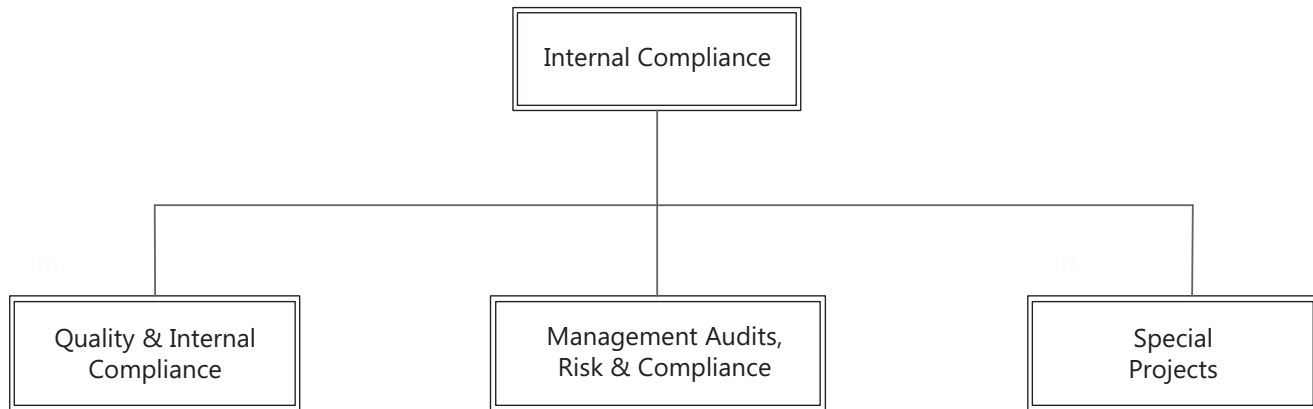 Internal Compliance
Quality & Internal
Compliance
Management Audits,
Risk & Compliance
Special
Projects